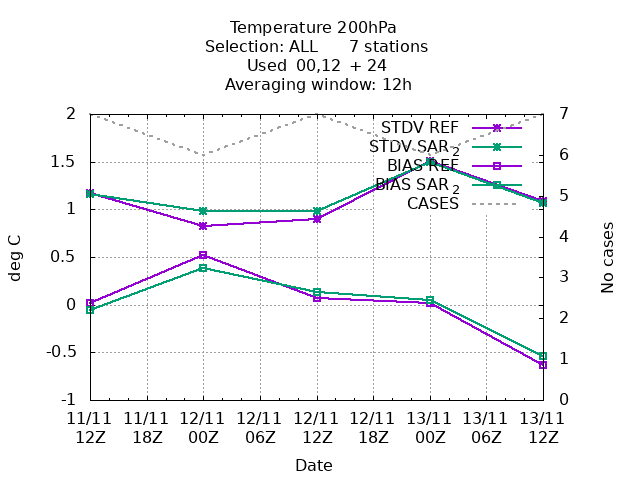 Temperature 200hPa
Selection: ALL 7 stations
Used 00,12 + 24
Averaging window: 12h
2
1.5
1
0.5
0
-0.5
-1
deg C
7
6
5
4
3
2
1
0
No cases
STDV REF
STDV SAR 2
BIAS REF
BIAS SAR 2
CASES
11/11 11/11 12/11 12/11 12/11 12/11 13/11 13/11 13/11
12Z 18Z 00Z 06Z 12Z 18Z 00Z 06Z 12Z
Date